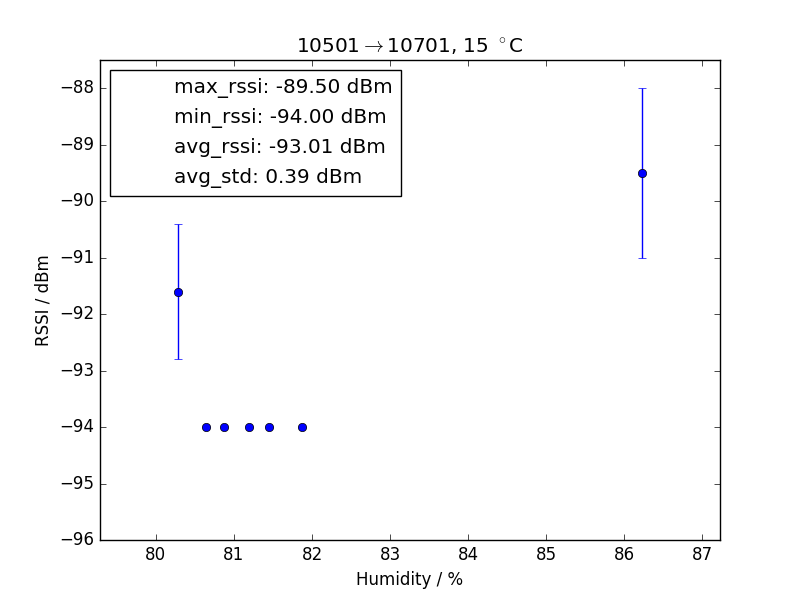 10501→10701, 15 °C
max_rssi: -89.50 dBm
min_rssi: -94.00 dBm
avg_rssi: -93.01 dBm
avg_std: 0.39 dBm
RSSI / dBm
−88
−89
−90
−91
−92
−93
−94
−95
−96
80 81 82 83 84 85 86 87
Humidity / %